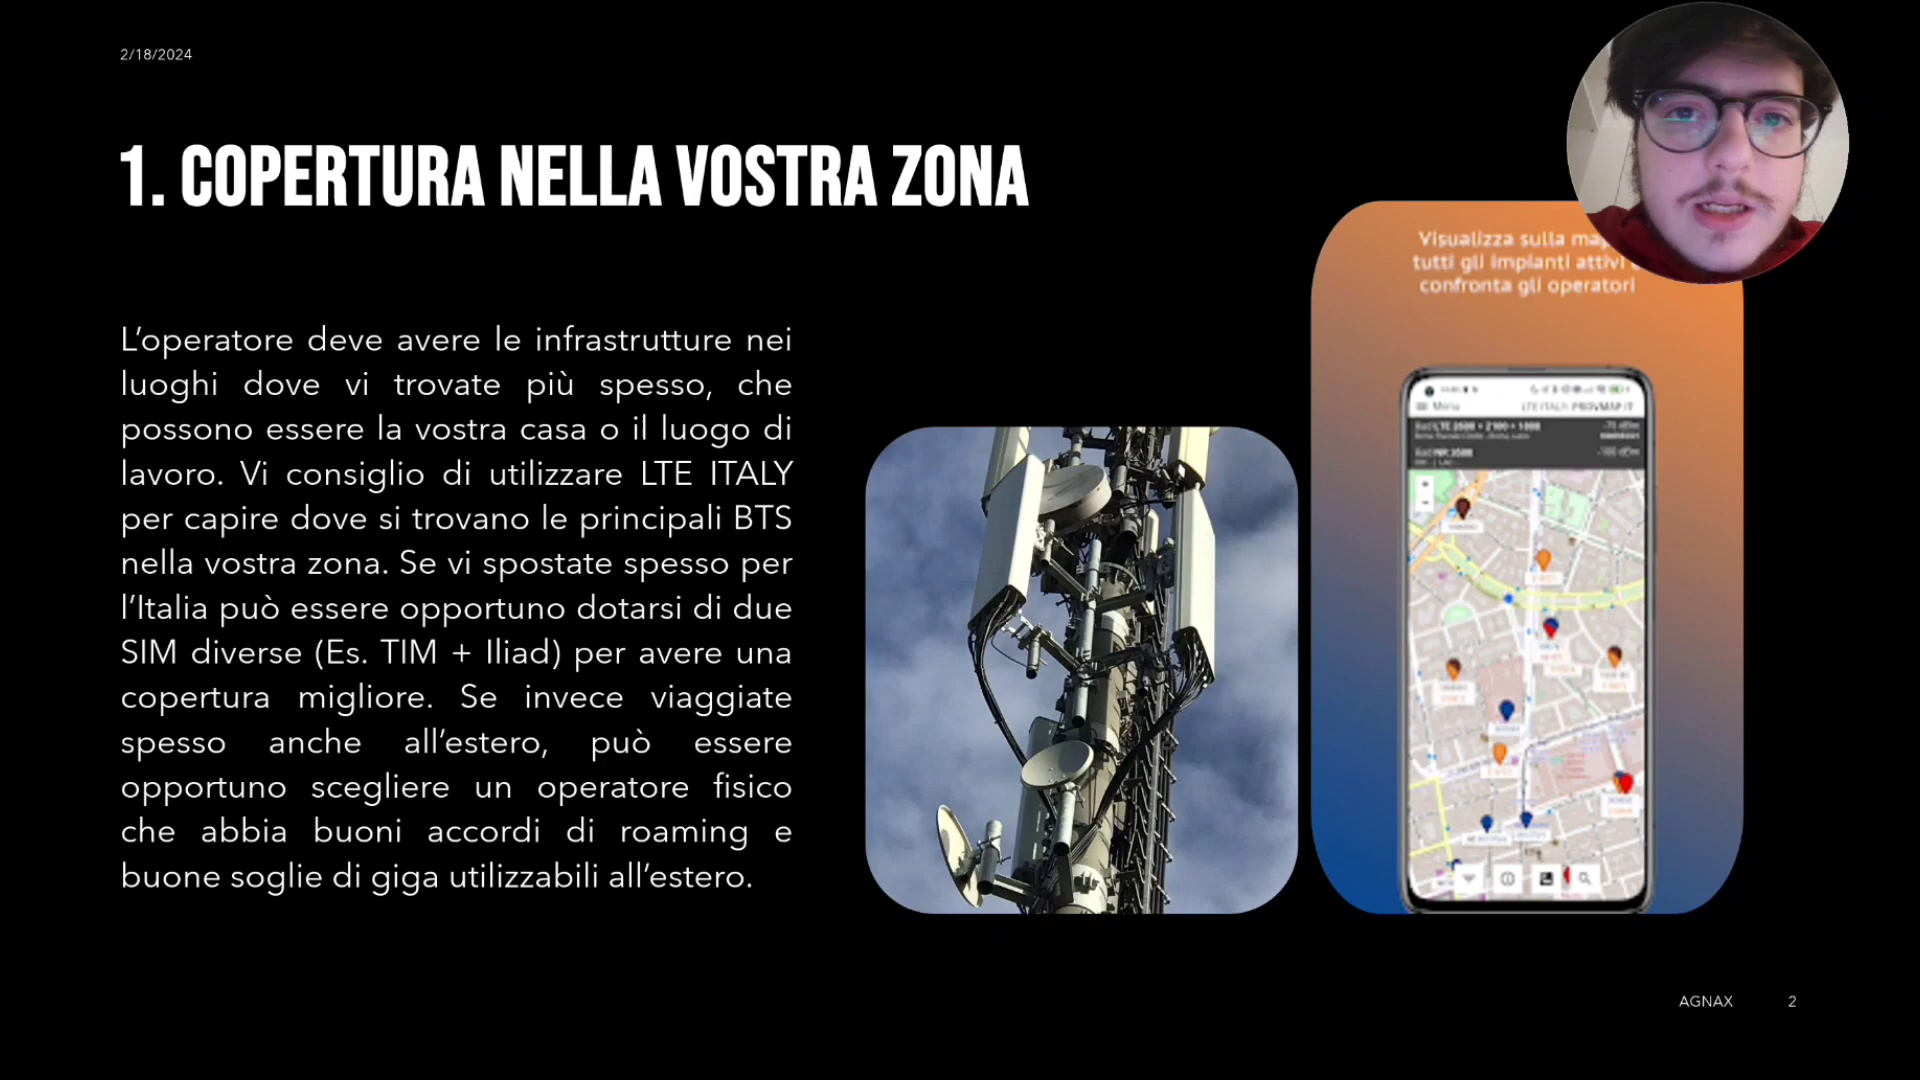 2/18/2024
1. COPERTURA NELLA VOSTRA ZONA
L’operatore deve avere le infrastrutture nei
luoghi dove vi trovate più spesso, che
possono essere la vostra casa o il luogo di
lavoro. Vi consiglio di utilizzare LTE ITALY
per capire dove si trovano le principali BTS
nella vostra zona. Se vi spostate spesso per
l’Italia può essere opportuno dotarsi di due
SIM diverse (Es. TIM + Iliad) per avere una
copertura migliore. Se invece viaggiate
spesso anche all’estero, può essere
opportuno scegliere un operatore fisico
che abbia buoni accordi di roaming e
buone soglie di giga utilizzabili all’estero.
Visualizza sulla
tutti gli impianti attivi
confronta gli operatori
Menu
AGNAX 2